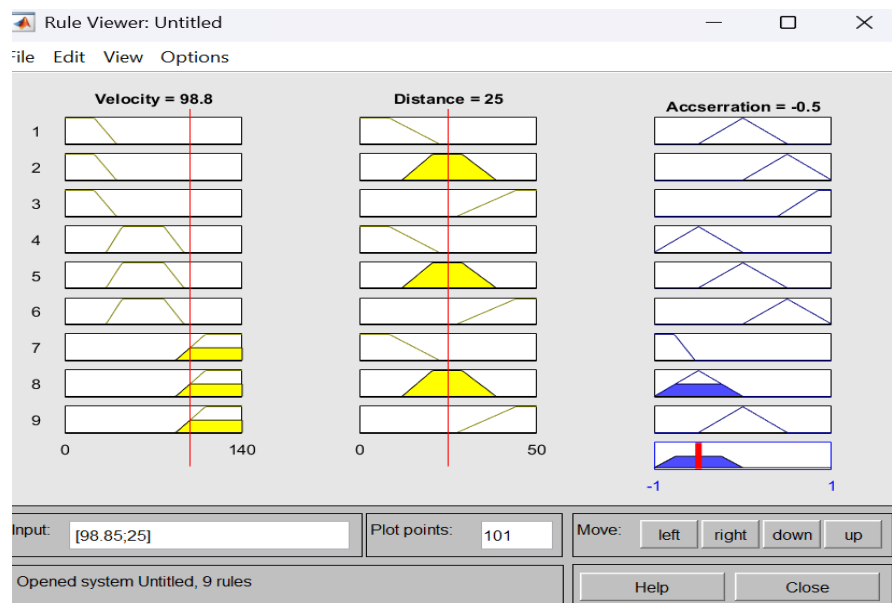 Rule Viewer: Untitled
File Edit View Options
Velocity = 98.8 Distance = 25 Accserration = -0.5
1
2
3
4
5
6
7
8
9
0 140 0 50
-1 1
Input: [98.85;25] Plot points: 101 Move: left right down up
Opened system Untitled, 9 rules Help Close